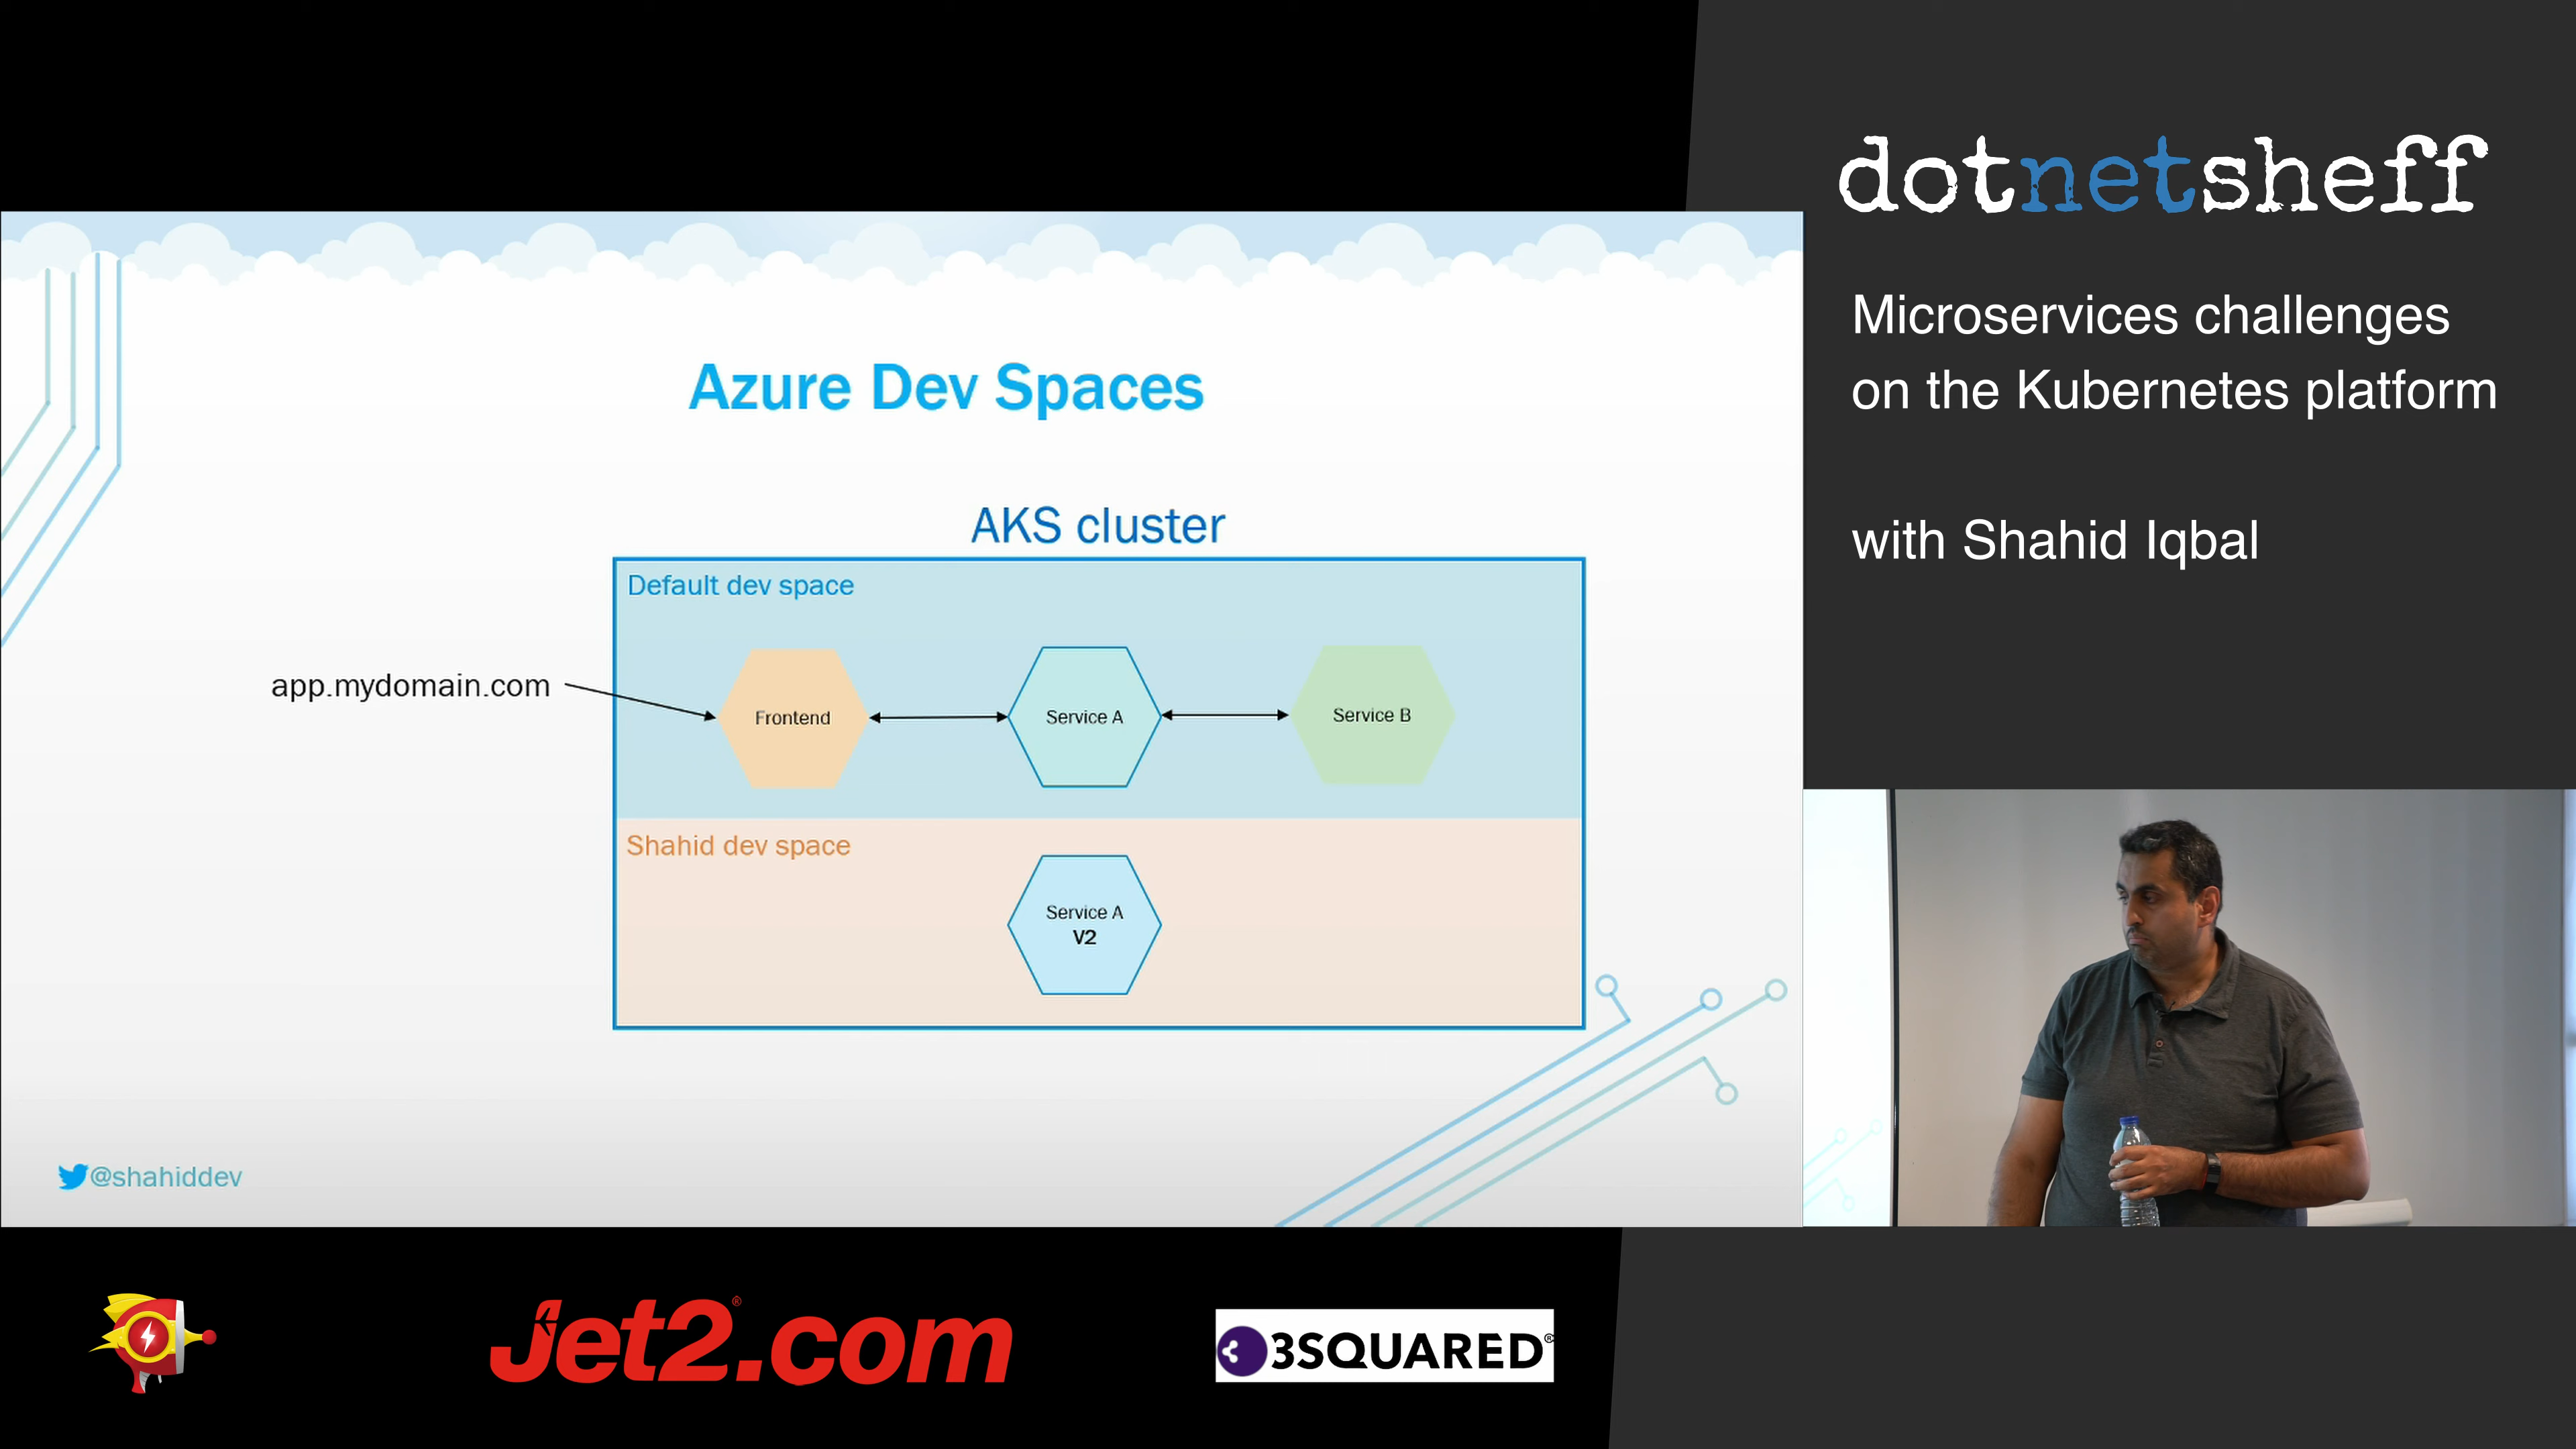 dotnetsheff
Microservices challenges
on the Kubernetes platform
with Shahid Iqbal
Azure Dev Spaces
AKS cluster
Default dev space
app.mydomain.com
Frontend
Service A
Service B
Shahid dev space
Service A
V2
@shahiddev
Jet2.com
3SQUARED